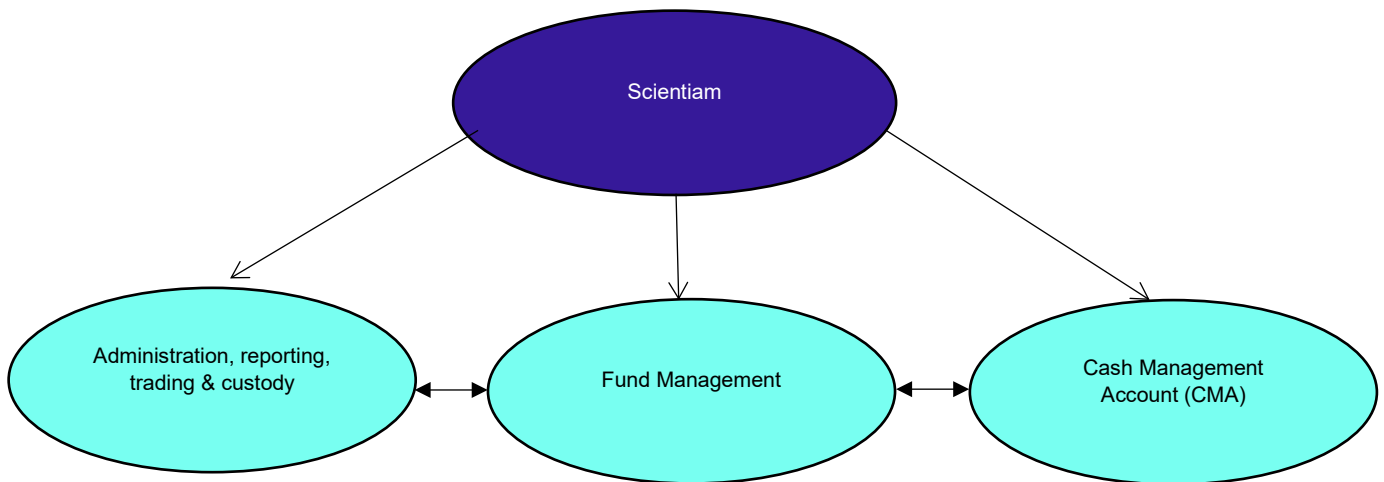 Scientiam
Administration, reporting,
trading & custody
Fund Management
Cash Management
Account (CMA)